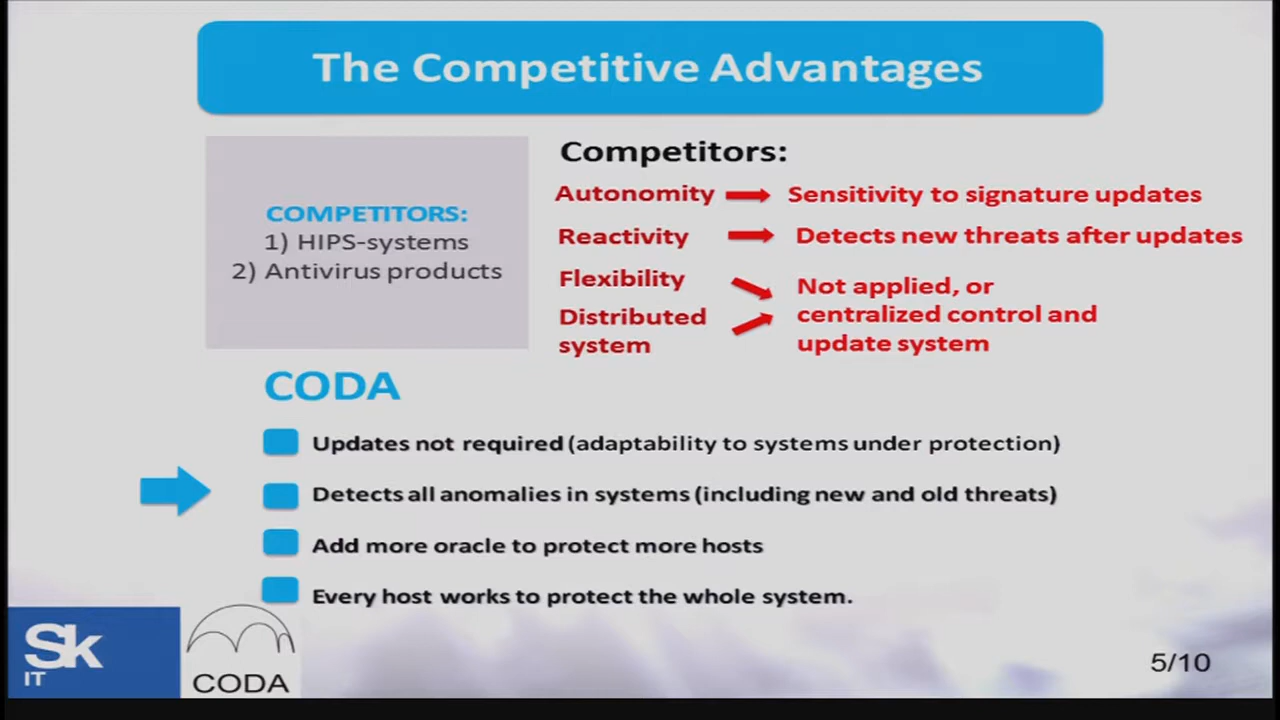 The Competitive Advantages
COMPETITORS:
1) HIPS-systems
2) Antivirus products
Competitors:
Autonomity
Sensitivity to signature updates
Reactivity
Detects new threats after updates
Flexibility
Distributed
system
Not applied, or
centralized control and
update system
CODA
Updates not required (adaptability to systems under protection)
Detects all anomalies in systems (including new and old threats)
Add more oracle to protect more hosts
Every host works to protect the whole system.
Sk
IT
CODA
5/10